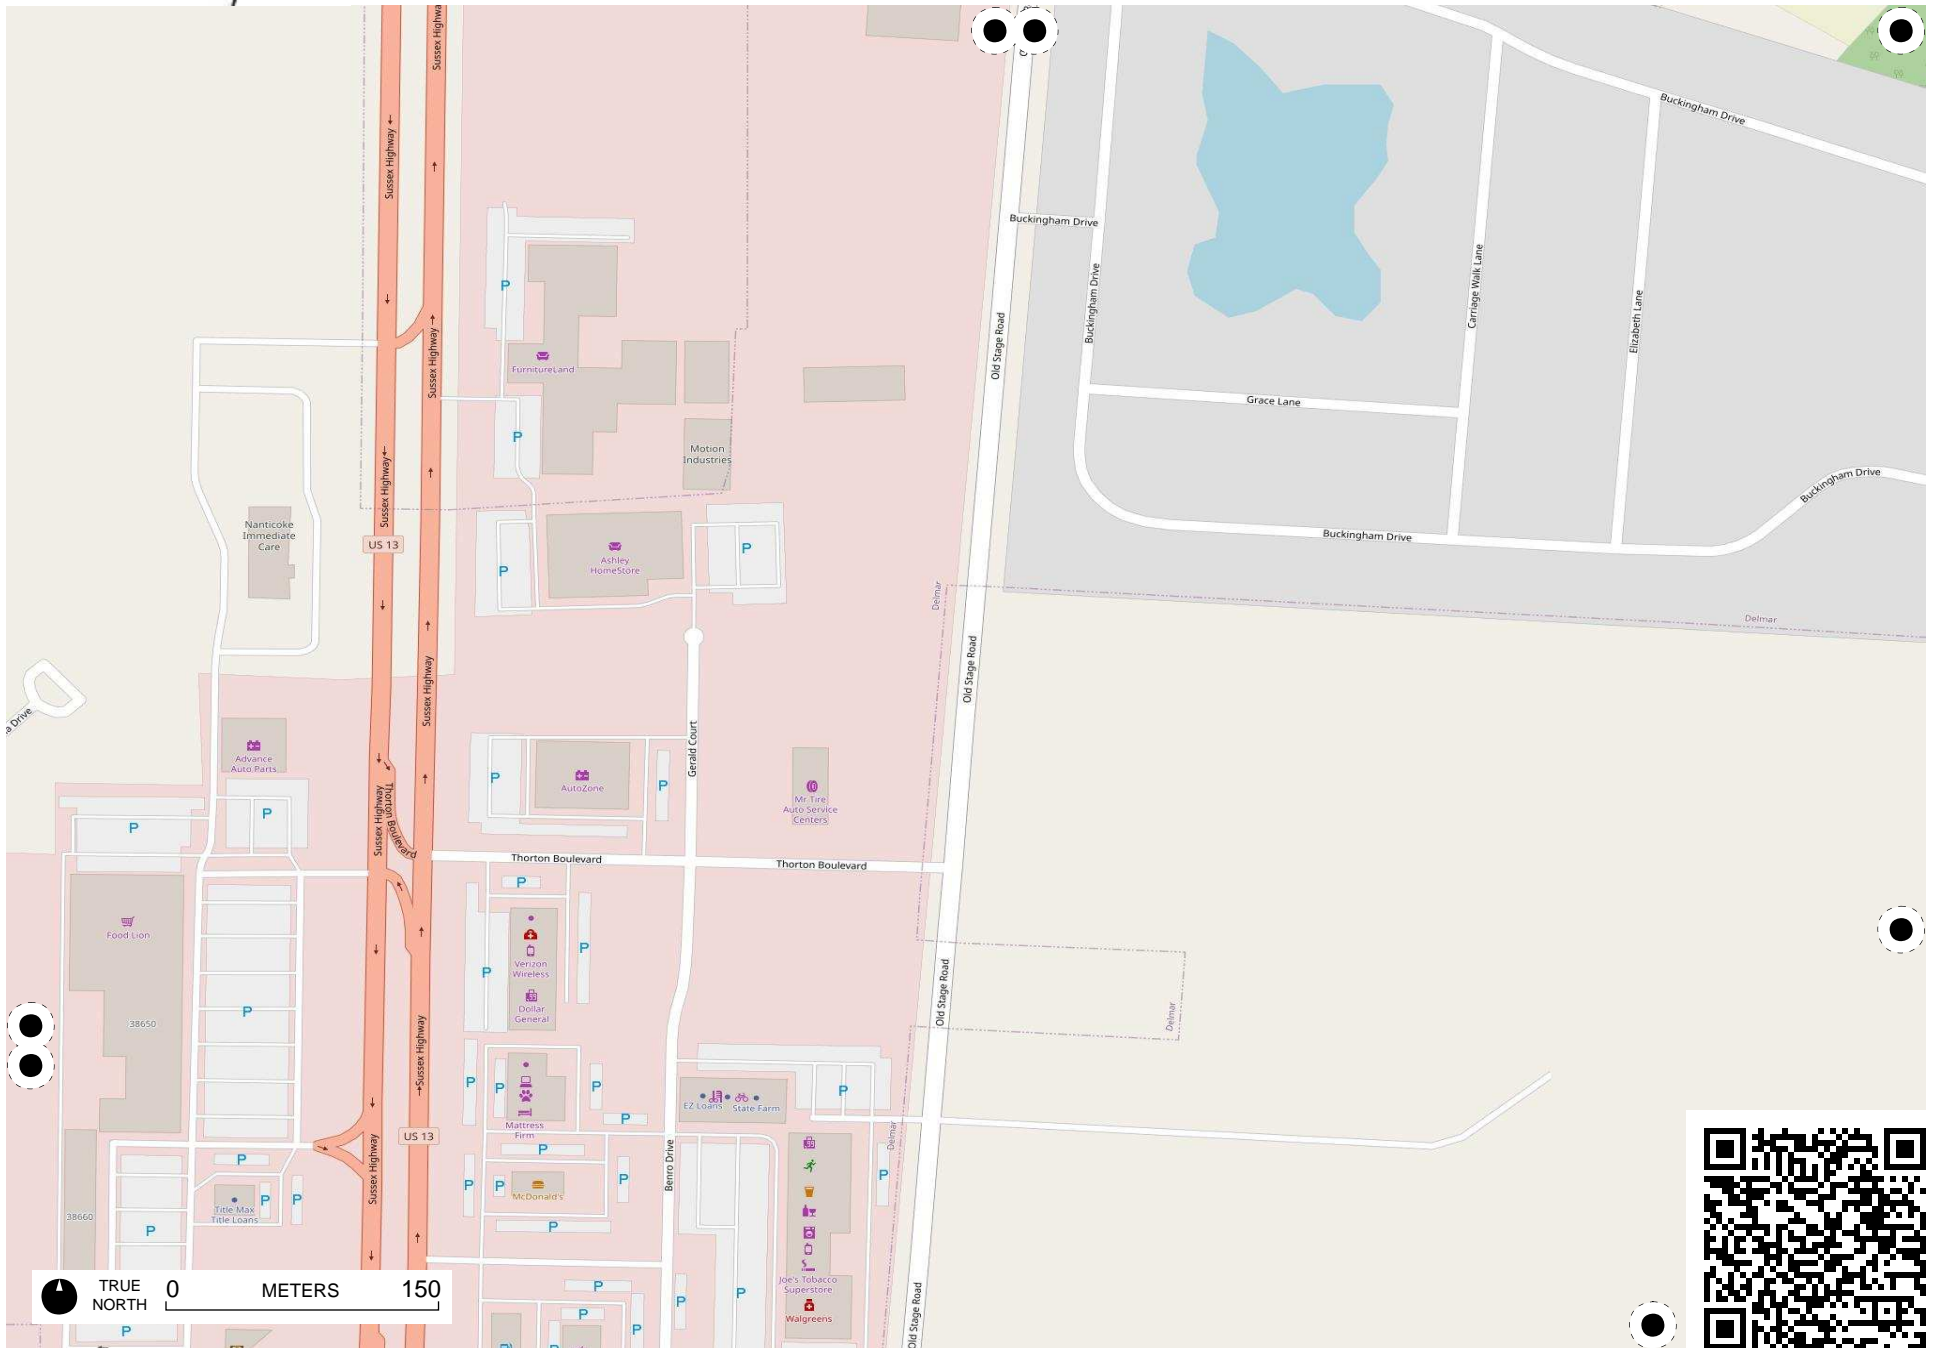 Sussex Highway
Sussex Highway
Buckingham Drive
Buckingham Drive
P
Buckingham Drive
Carriage Walk Lane
Elizabeth Lane
Old Stage Road
Sussex Highway
FurnitureLand
Grace Lane
P
Motion
Industries
Sussex Highway
Buckingham Drive
Nanticoke
Immediate
Care
US 13
P
Ashley
HomeStore
P
Buckingham Drive
Delmar
Delmar
Old Stage Road
Sussex Highway
a Drive
Gerald Court
Advance
Auto Parts
P
AutoZone
P
Mr Tire
Auto Service
Centers
P
P
Sussex Highway
Thorton Boulevard
Thorton Boulevard
Thorton Boulevard
P
Food Lion
P
Verizon
Wireless
P
Dollar
General
P
38650
Old Stage Road
Delmar
Sussex Highway
P
P
P
P
EZ Loans
State Farm
P
Mattress
Firm
US 13
P
P
Delmar
Sussex Highway
Benro Drive
P
P
P
P
P
McDonald's
P
P
Title Max
Title Loans
38660
P
P
Joe's Tobacco
Superstore
Walgreens
P
P
P
P
P
P
P
Old Stage Road
TRUE
NORTH
0 METERS 150